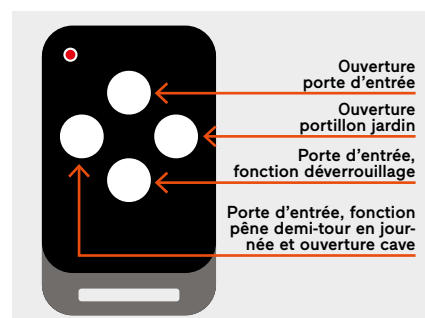 Ouverture
porte d'entrée
Ouverture
portillon jardin
Porte d'entrée,
fonction déverrouillage
Porte d'entrée, fonction
pêne demi-tour en jour-
née et ouverture cave